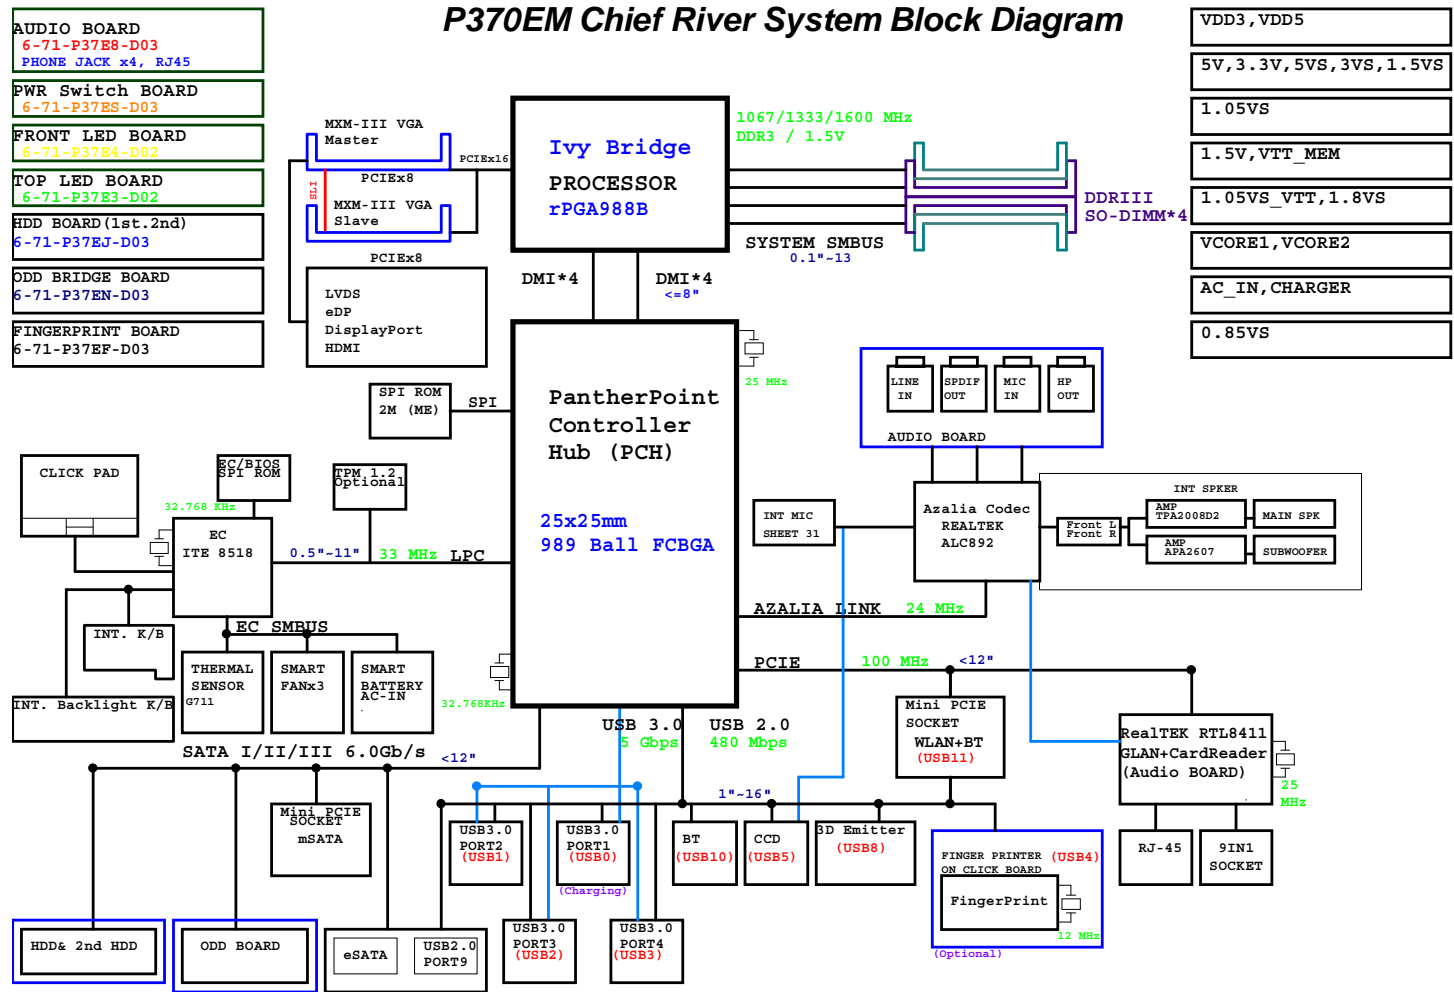 P370EM Chief River System Block Diagram
AUDIO BOARD
6-71-P37E8-D03
PHONE JACK x4, RJ45
PWR Switch BOARD
6-71-P37ES-D03
FRONT LED BOARD
6-71-P37E4-D02
TOP LED BOARD
6-71-P37E3-D02
HDD BOARD(1st.2nd)
6-71-P37EJ-D03
ODD BRIDGE BOARD
6-71-P37EN-D03
FINGERPRINT BOARD
6-71-P37EF-D03
VDD3,VDD5
5V,3.3V,5VS,3VS,1.5VS
1.05VS
1.5V,VTT_MEM
1.05VS_VTT,1.8VS
VCORE1,VCORE2
AC_IN,CHARGER
0.85VS
MXM-III VGA
Master
PCIEx16
PCIEx8
SLI
MXM-III VGA
Slave
PCIEx8
LVDS
eDP
DisplayPort
HDMI
Ivy Bridge
PROCESSOR
rPGA988B
1067/1333/1600 MHz
DDR3 / 1.5V
DDRIII
SO-DIMM*4
SYSTEM SMBUS
0.1"~13
DMI*4
DMI*4
<=8"
25 MHz
PantherPoint
Controller
Hub (PCH)
25x25mm
989 Ball FCBGA
SPI ROM
2M (ME)
SPI
CLICK PAD
EC/BIOS
SPI ROM
TPM 1.2
Optional
32.768 KHz
EC
ITE 8518
0.5"~11"
33 MHz
LPC
INT. K/B
INT. Backlight K/B
EC SMBUS
THERMAL
SENSOR
G711
SMART
FANx3
SMART
BATTERY
AC-IN
32.768KHz
LINE
IN
SPDIF
OUT
MIC
IN
HP
OUT
AUDIO BOARD
INT MIC
SHEET 31
Azalia Codec
REALTEK
ALC892
INT SPKER
Front L
Front R
AMP
TPA2008D2
MAIN SPK
AMP
APA2607
SUBWOOFER
AZALIA LINK
24 MHz
PCIE
100 MHz
<12"
Mini PCIE
SOCKET
WLAN+BT
(USB11)
RealTEK RTL8411
GLAN+CardReader
(Audio BOARD)
25
MHz
RJ-45
9IN1
SOCKET
USB 3.0
5 Gbps
USB 2.0
480 Mbps
SATA I/II/III 6.0Gb/s
<12"
1"~16"
Mini PCIE
SOCKET
mSATA
USB3.0
PORT2
(USB1)
USB3.0
PORT1
(USB0)
(Charging)
BT
(USB10)
CCD
(USB5)
3D Emitter
(USB8)
FINGER PRINTER (USB4)
ON CLICK BOARD
FingerPrint
12 MHz
(Optional)
HDD& 2nd HDD
ODD BOARD
eSATA
USB2.0
PORT9
USB3.0
PORT3
(USB2)
USB3.0
PORT4
(USB3)